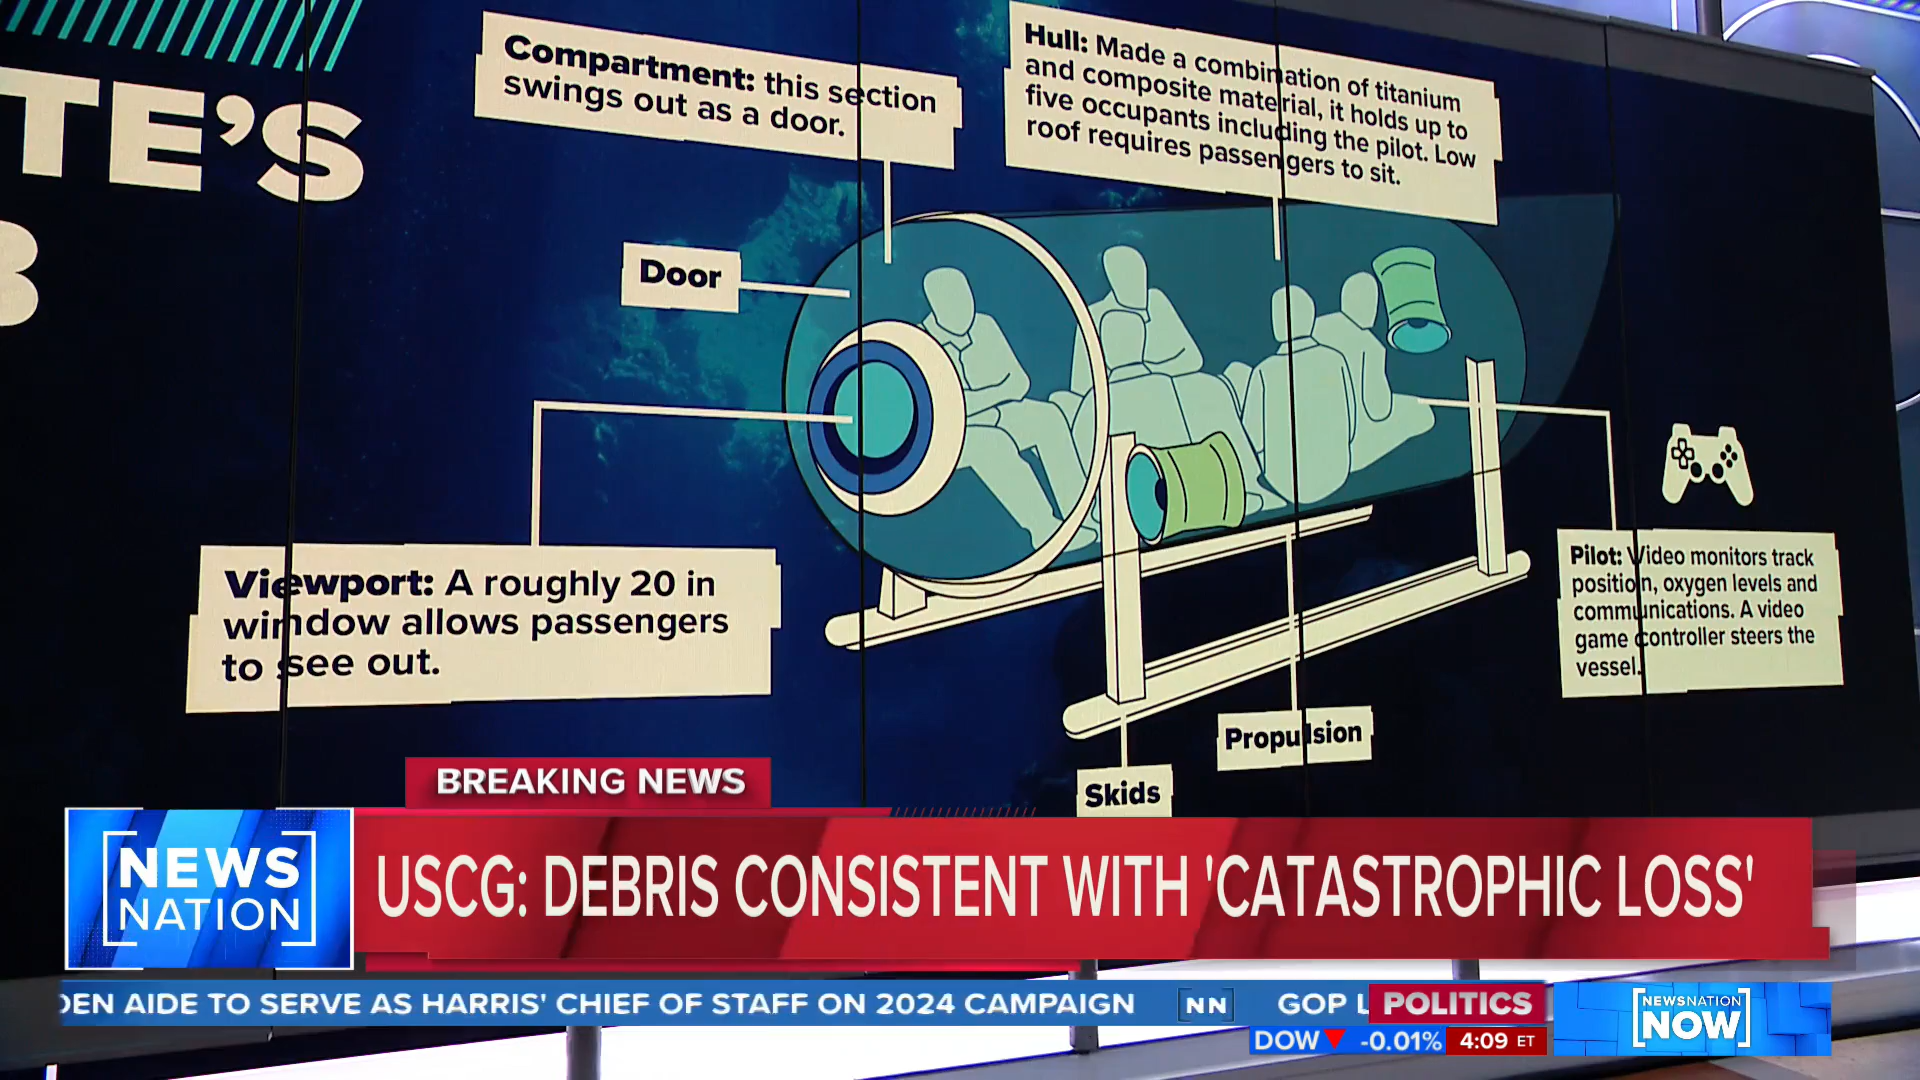 TE'S
Compartment: this section
swings out as a door.
Hull: Made a combination of titanium
and composite material, it holds up to
five occupants including the pilot. Low
roof requires passengers to sit.
Door
Viewport: A roughly 20 in
window allows passengers
to see out.
Pilot: Video monitors track
position, oxygen levels and
communications. A video
game controller steers the
vessel.
Propulsion
Skids
BREAKING NEWS
NEWS
NATION
USCG: DEBRIS CONSISTENT WITH 'CATASTROPHIC LOSS'
DEN AIDE TO SERVE AS HARRIS' CHIEF OF STAFF ON 2024 CAMPAIGN NN GOP L
POLITICS
NEWSNATION
NOW
DOW -0.01% 4:09 ET